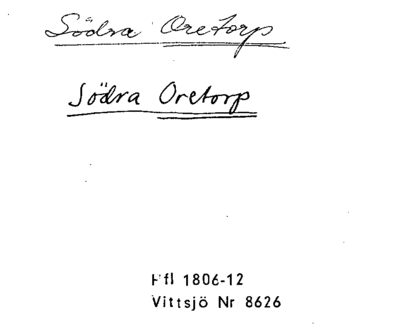 Södra Oretorp
Södra Oretorp
Hfl 1806-12
Vittsjö Nr 8626